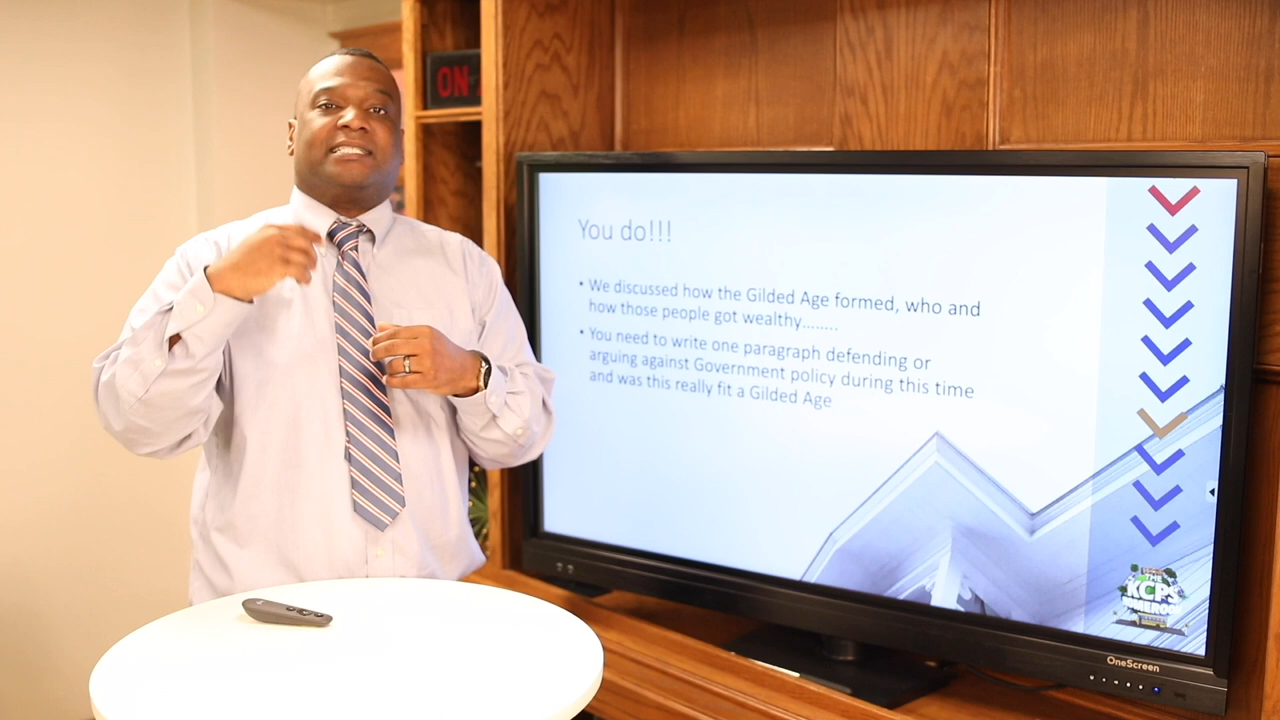 ON
You do!!!
• We discussed how the Gilded Age formed, who and
how those people got wealthy……..
• You need to write one paragraph defending or
arguing against Government policy during this time
and was this really fit a Gilded Age
THE
KCPS
OneScreen